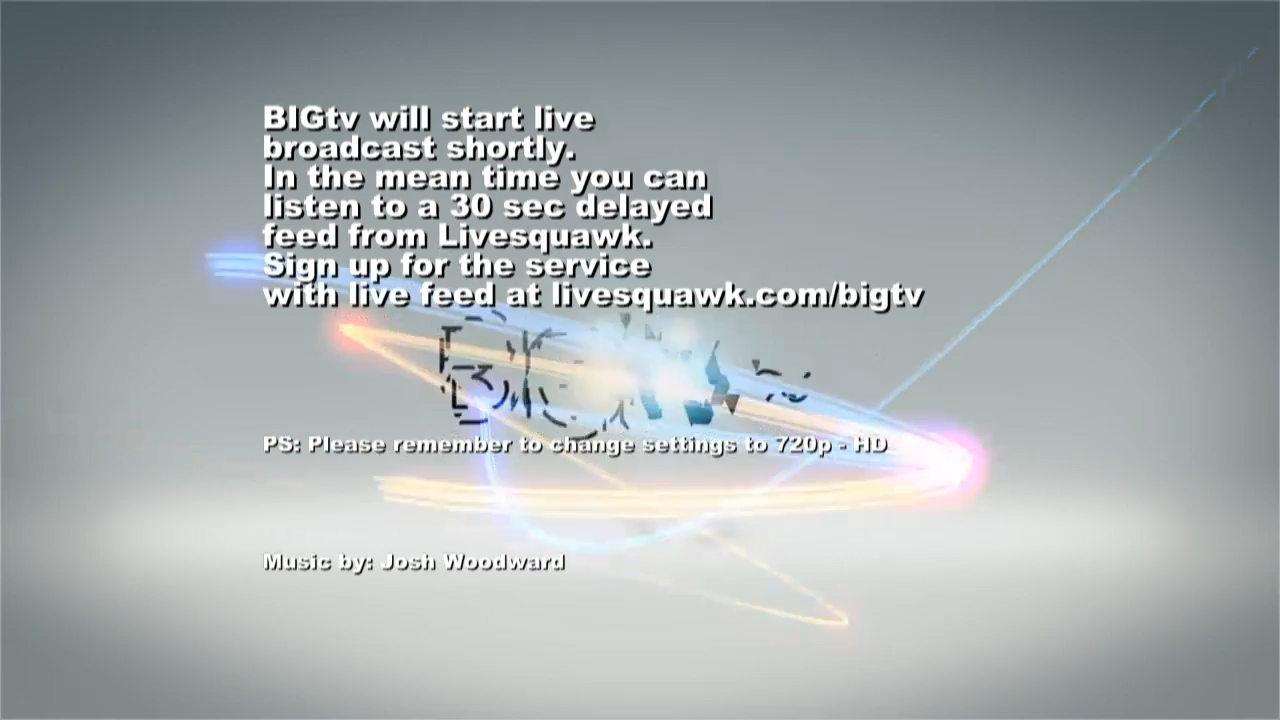 BIGtv will start live
broadcast shortly.
In the mean time you can
listen to a 30 sec delayed
feed from Livesquawk.
Sign up for the service
with live feed at livesquawk.com/bigtv
PS: Please remember to change settings to 720p - HD
Music by: Josh Woodward